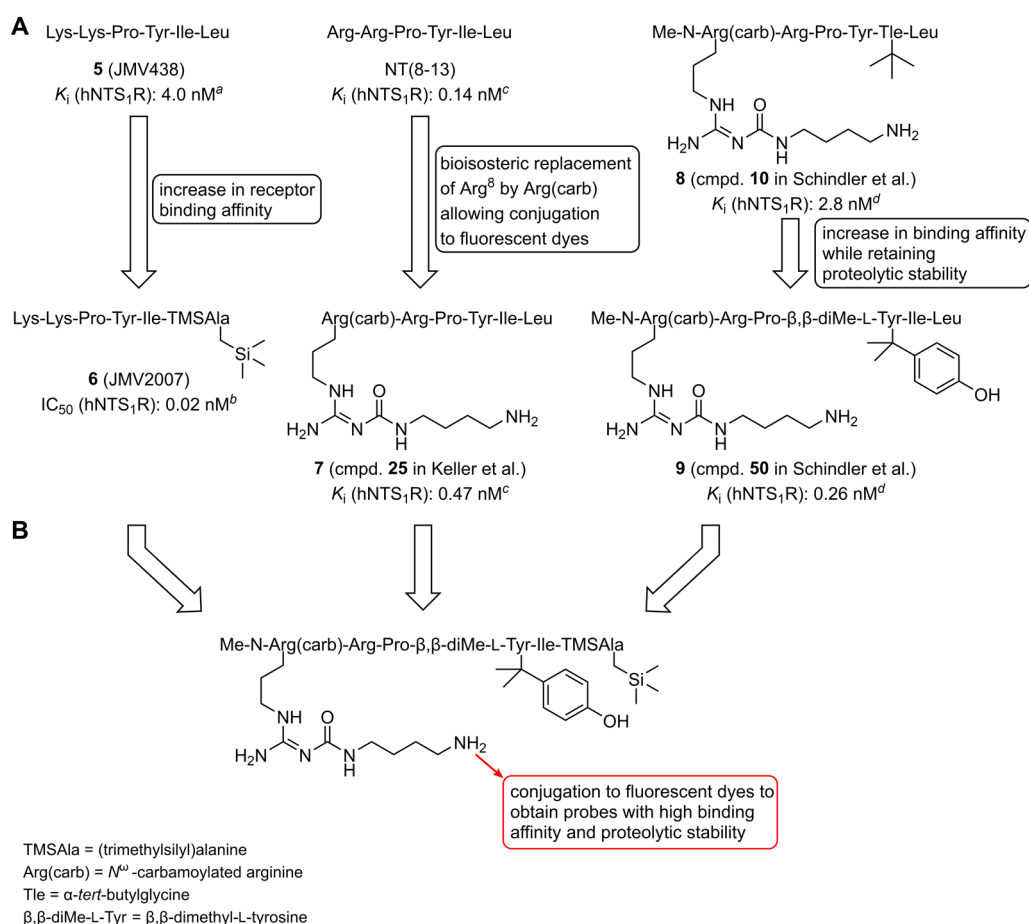 A
Lys-Lys-Pro-Tyr-Ile-Leu
5 (JMV438)
Ki (hNTS1R): 4.0 nMa
increase in receptor
binding affinity
Lys-Lys-Pro-Tyr-Ile-TMSAla
Si
6 (JMV2007)
IC50 (hNTS1R): 0.02 nMb
Arg-Arg-Pro-Tyr-Ile-Leu
NT(8-13)
Ki (hNTS1R): 0.14 nMc
bioisosteric replacement
of Arg8 by Arg(carb)
allowing conjugation
to fluorescent dyes
Arg(carb)-Arg-Pro-Tyr-Ile-Leu
NH
O
NH2
H2N
N
N
H
7 (cmpd. 25 in Keller et al.)
Ki (hNTS1R): 0.47 nMc
Me-N-Arg(carb)-Arg-Pro-Tyr-Tle-Leu
NH
O
NH2
H2N
N
N
H
8 (cmpd. 10 in Schindler et al.)
Ki (hNTS1R): 2.8 nMd
increase in binding affinity
while retaining
proteolytic stability
Me-N-Arg(carb)-Arg-Pro-β,β-diMe-L-Tyr-Ile-Leu
NH
O
NH2
H2N
N
N
H
OH
9 (cmpd. 50 in Schindler et al.)
Ki (hNTS1R): 0.26 nMd
B
Me-N-Arg(carb)-Arg-Pro-β,β-diMe-L-Tyr-Ile-TMSAla
Si
NH
O
OH
NH2
H2N
N
N
H
conjugation to fluorescent dyes to
obtain probes with high binding
affinity and proteolytic stability
TMSAla = (trimethylsilyl)alanine
Arg(carb) = Nω-carbamoylated arginine
Tle = α-tert-butylglycine
β,β-diMe-L-Tyr = β,β-dimethyl-L-tyrosine